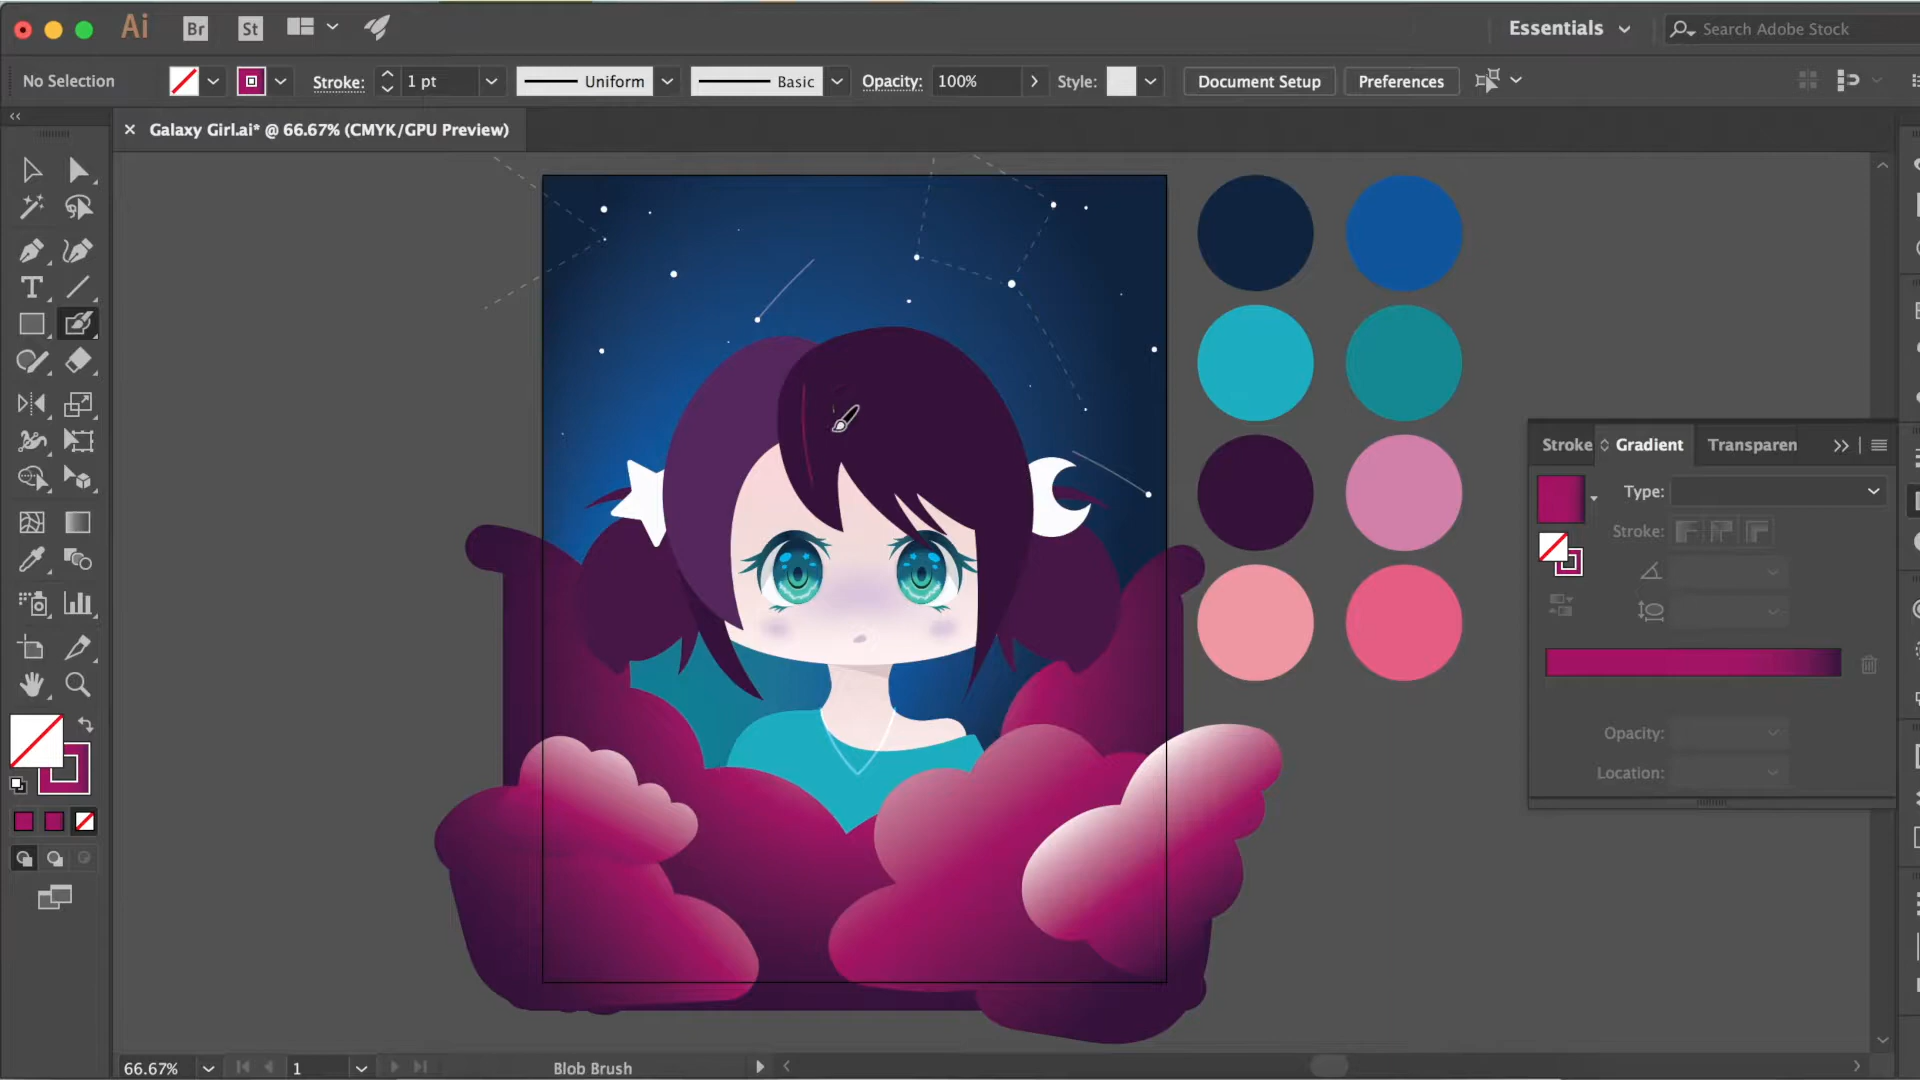 Ai
Br
St
Essentials
Search Adobe Stock
No Selection
Stroke:
1 pt
Uniform
Basic
Opacity:
100%
Style:
Document Setup
Preferences
Galaxy Girl.ai* @ 66.67% (CMYK/GPU Preview)
T
Stroke
Gradient
Transparen
Type:
Stroke:
Opacity:
Location:
66.67%
1
Blob Brush